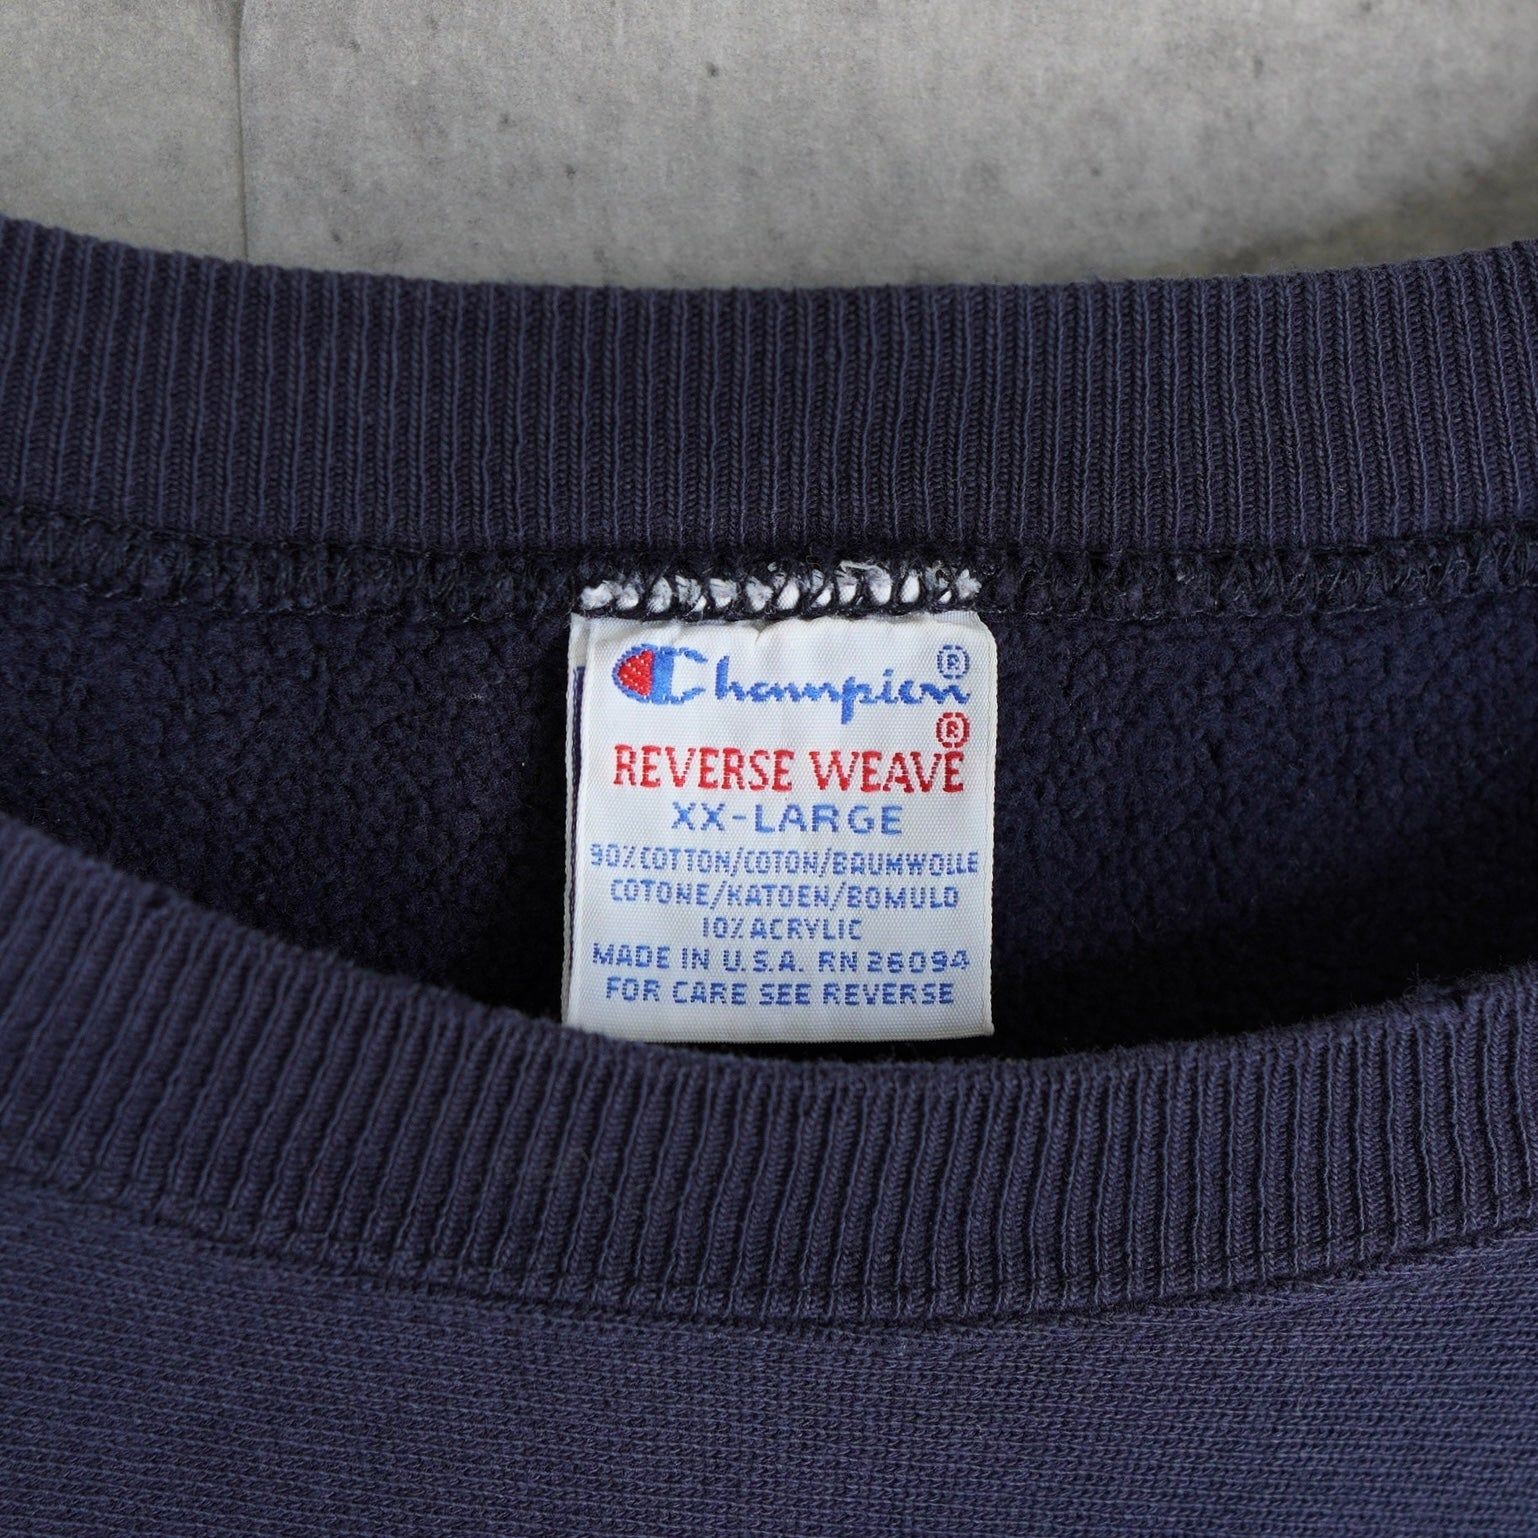 Champion ®
REVERSE WEAVE ®
XX-LARGE
90% COTTON/COTON/BAUMWOLLE
COTONE/KATOEN/BOMULD
10% ACRYLIC
MADE IN U.S.A. RN 26094
FOR CARE SEE REVERSE